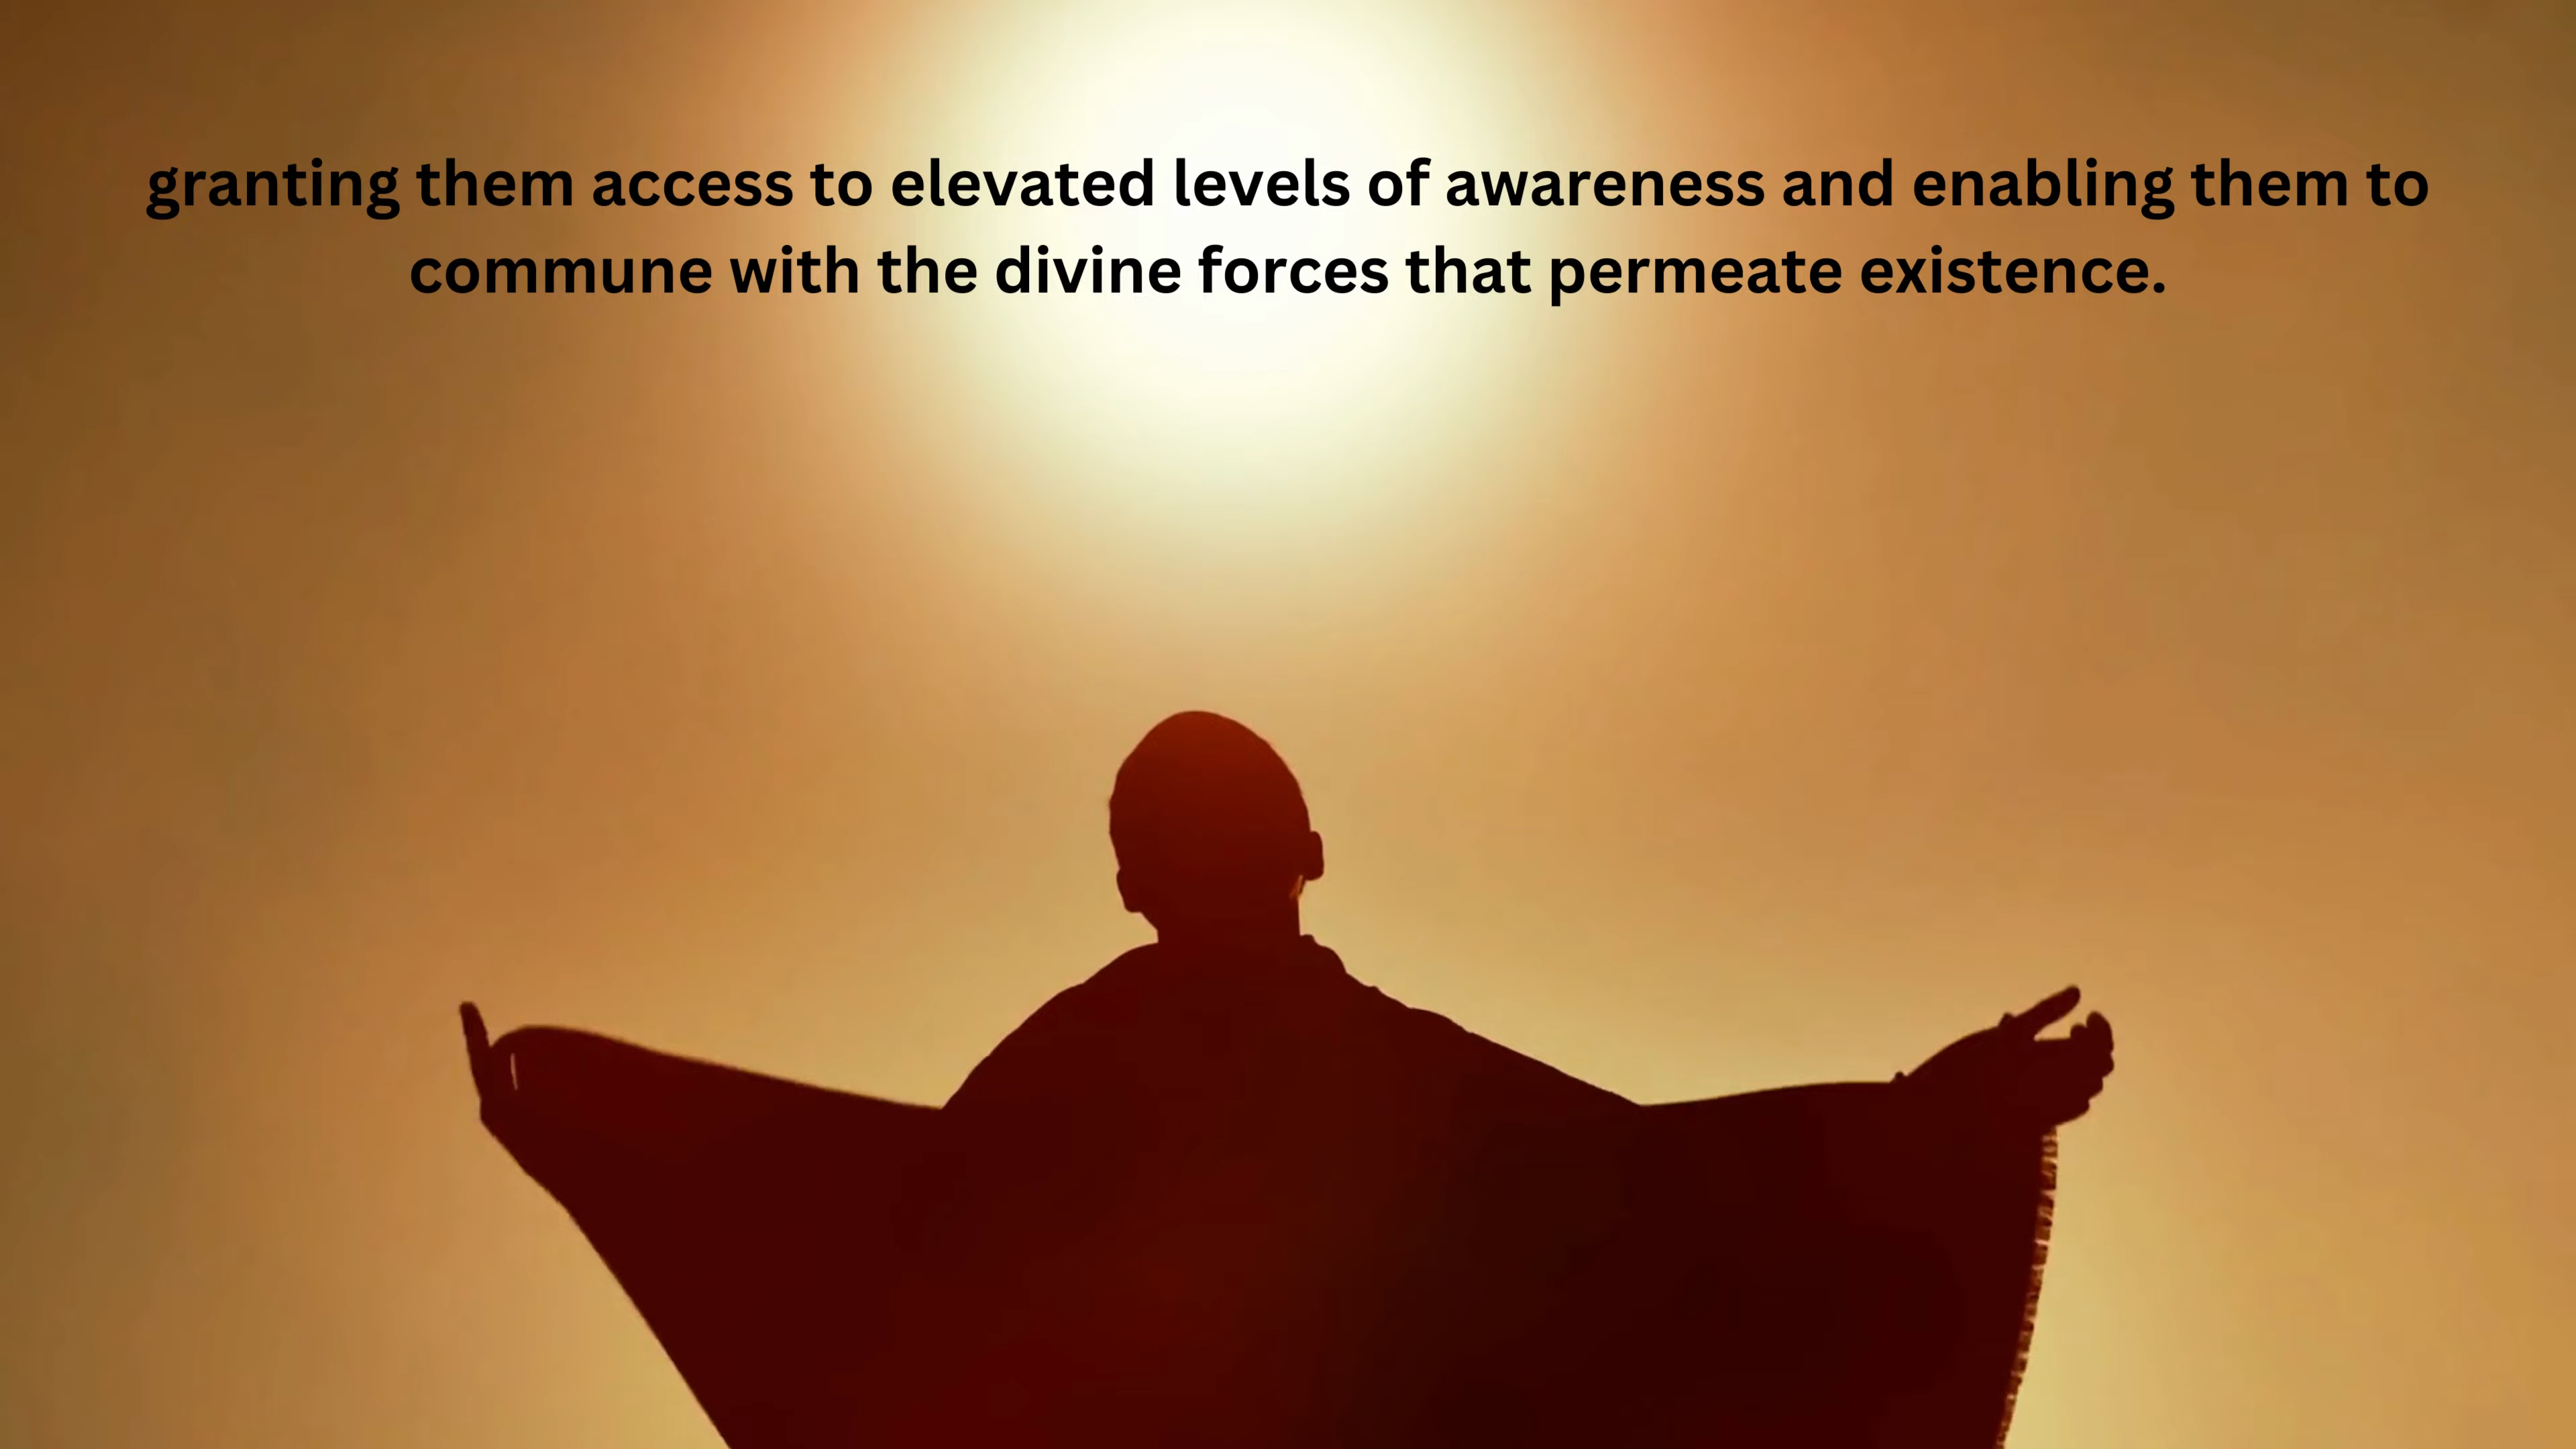 granting them access to elevated levels of awareness and enabling them to
commune with the divine forces that permeate existence.